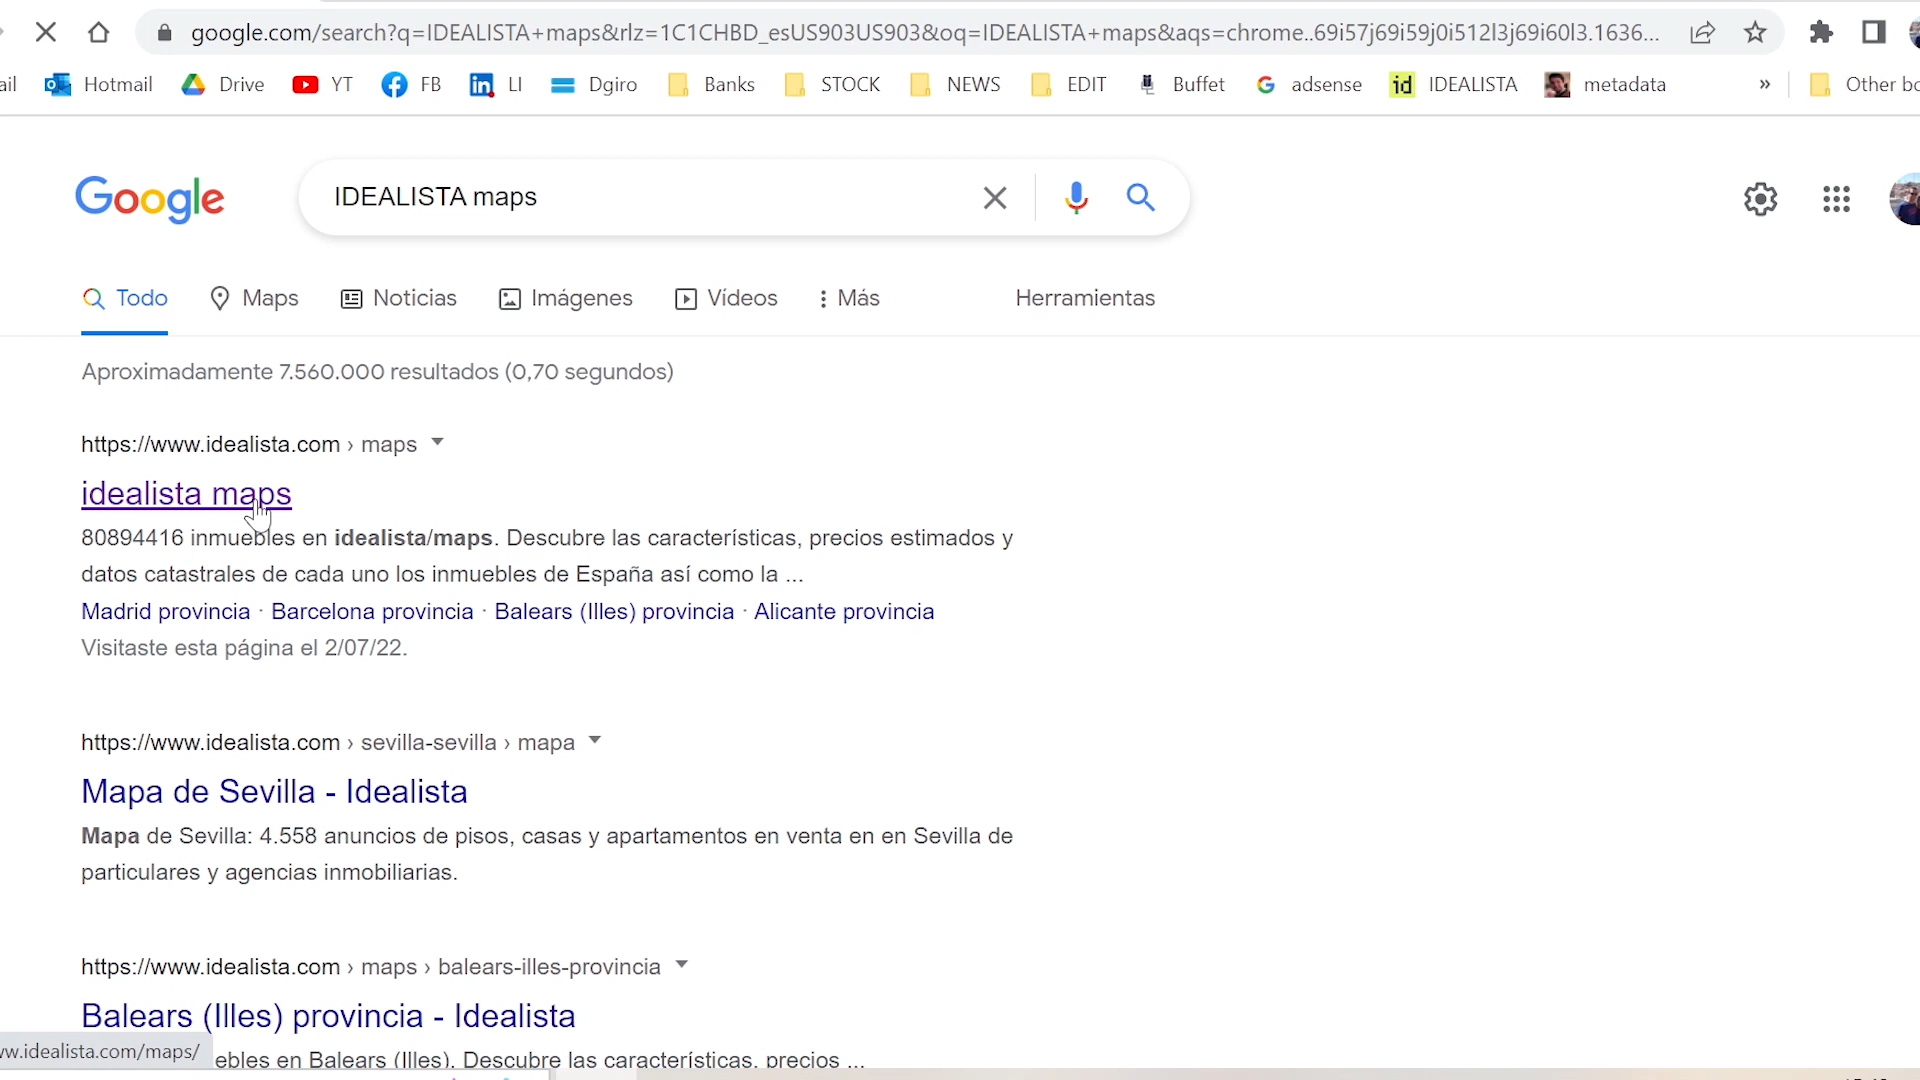 google.com/search?q=IDEALISTA+maps&rlz=1C1CHBD_esUS903US903&oq=IDEALISTA+maps&aqs=chrome..69i57j69i59j0i512l3j69i60l3.1636...
ail Hotmail Drive YT FB LI Dgiro Banks STOCK NEWS EDIT Buffet adsense id IDEALISTA metadata » Other bo
Google IDEALISTA maps
Todo Maps Noticias Imágenes Vídeos Más Herramientas
Aproximadamente 7.560.000 resultados (0,70 segundos)
https://www.idealista.com › maps
idealista maps
80894416 inmuebles en idealista/maps. Descubre las características, precios estimados y
datos catastrales de cada uno los inmuebles de España así como la ...
Madrid provincia · Barcelona provincia · Balears (Illes) provincia · Alicante provincia
Visitaste esta página el 2/07/22.
https://www.idealista.com › sevilla-sevilla › mapa
Mapa de Sevilla - Idealista
Mapa de Sevilla: 4.558 anuncios de pisos, casas y apartamentos en venta en en Sevilla de
particulares y agencias inmobiliarias.
https://www.idealista.com › maps › balears-illes-provincia
Balears (Illes) provincia - Idealista
ww.idealista.com/maps/
ebles en Balears (Illes). Descubre las características, precios ...